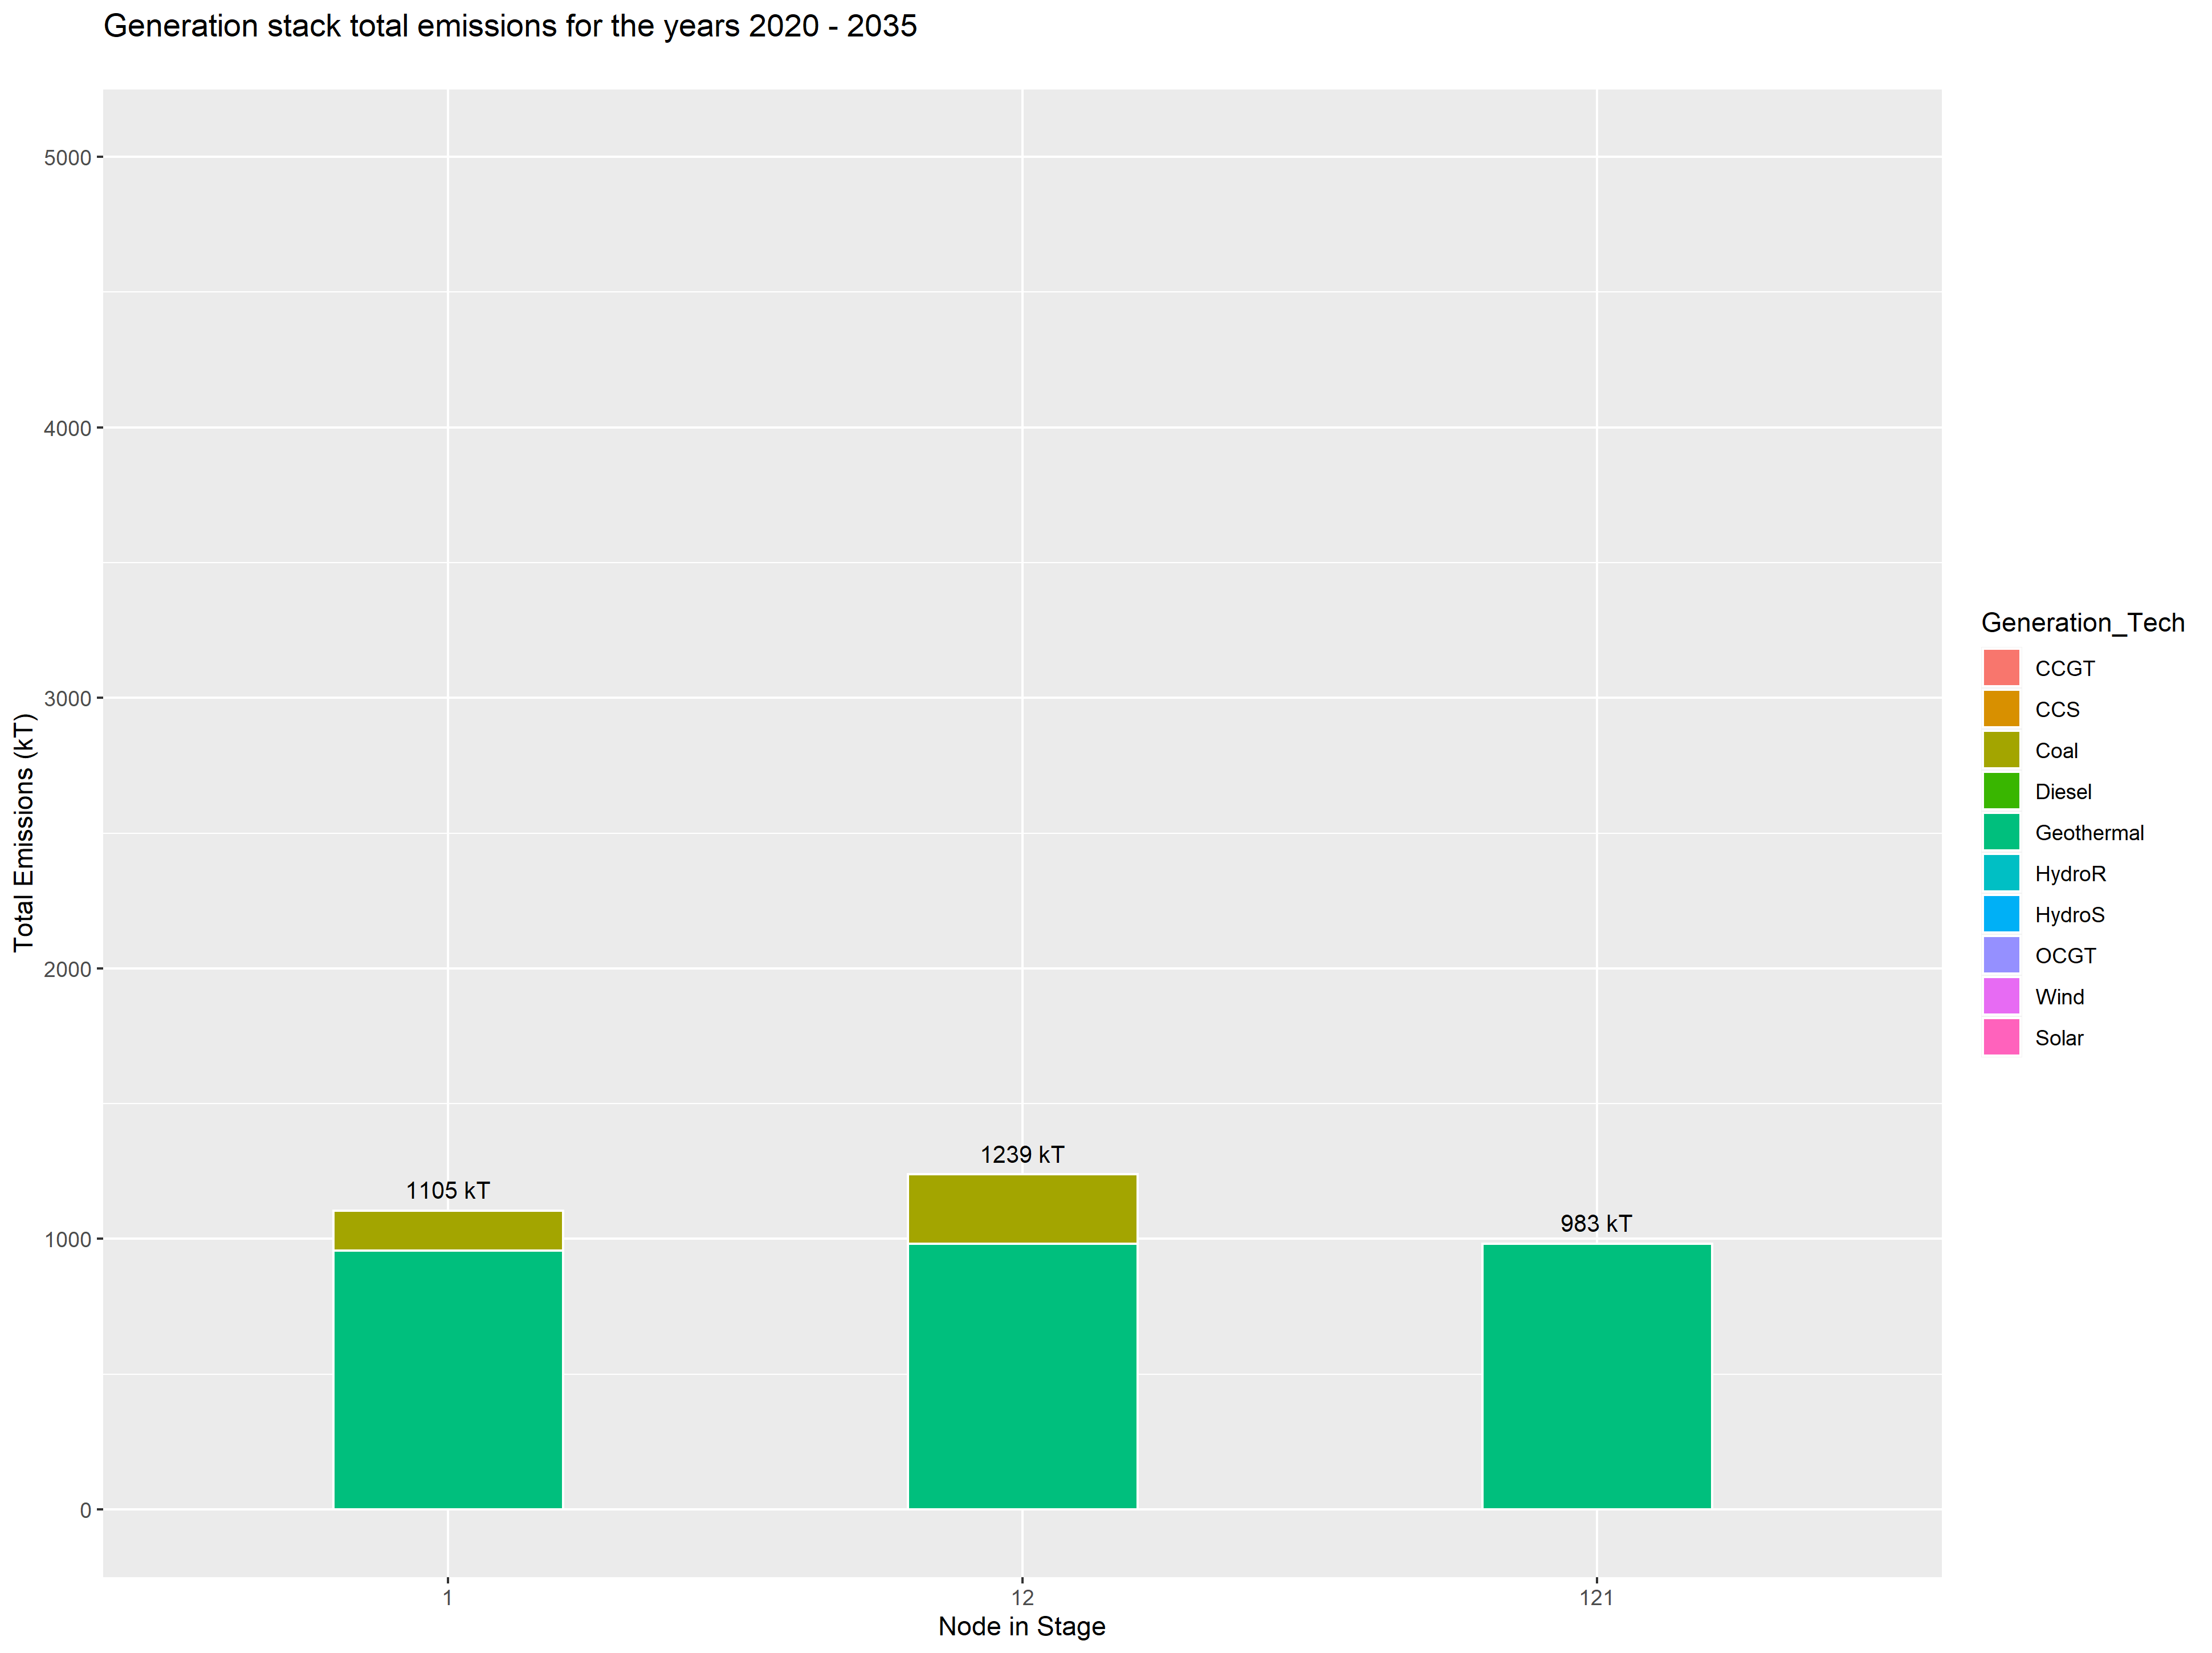 Generation stack total emissions for the years 2020 - 2035
Total Emissions (kT)
5000
4000
3000
2000
1000
0
1105 kT
1239 kT
983 kT
1
12
121
Node in Stage
Generation_Tech
CCGT
CCS
Coal
Diesel
Geothermal
HydroR
HydroS
OCGT
Wind
Solar